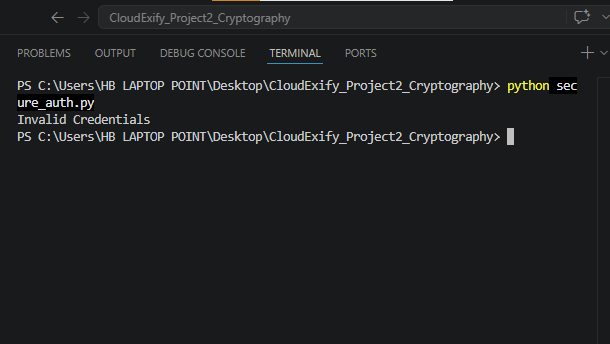 CloudExify_Project2_Cryptography
PROBLEMS OUTPUT DEBUG CONSOLE TERMINAL PORTS
PS C:\Users\HB LAPTOP POINT\Desktop\CloudExify_Project2_Cryptography> python sec
ure_auth.py
Invalid Credentials
PS C:\Users\HB LAPTOP POINT\Desktop\CloudExify_Project2_Cryptography>